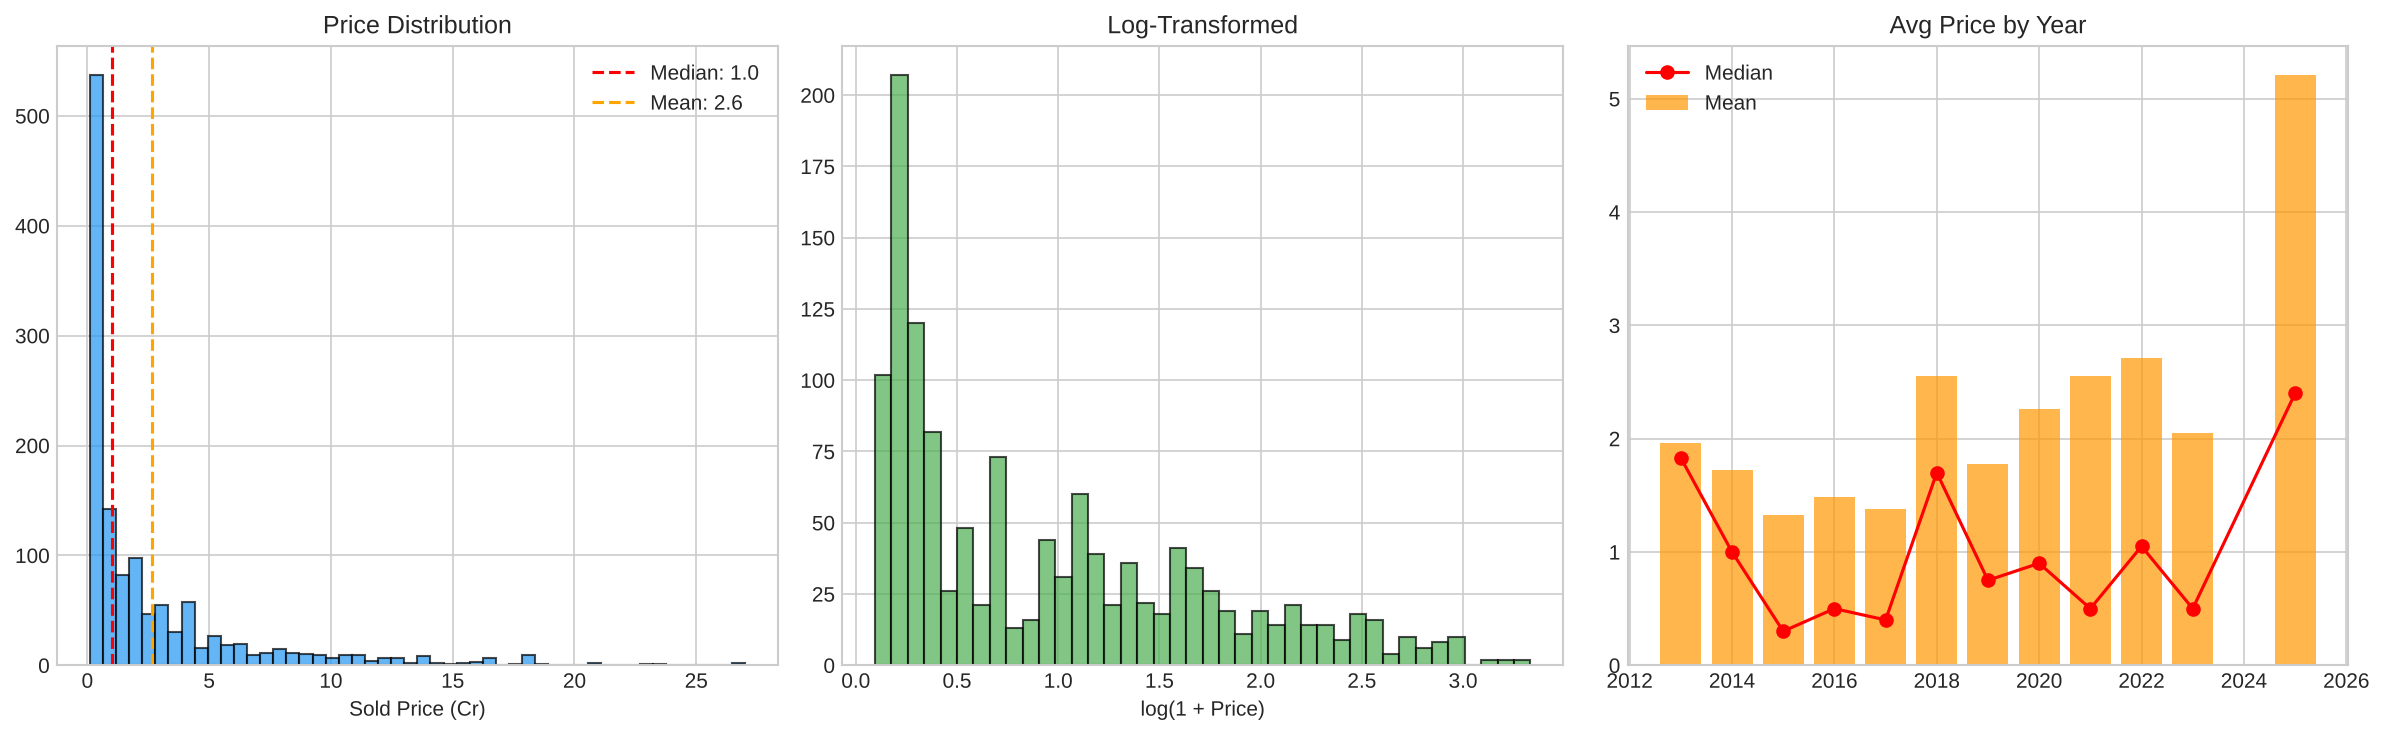 Price Distribution
Median: 1.0
Mean: 2.6
500
400
300
200
100
0
0 5 10 15 20 25
Sold Price (Cr)
Log-Transformed
200
175
150
125
100
75
50
25
0
0.0 0.5 1.0 1.5 2.0 2.5 3.0
log(1 + Price)
Avg Price by Year
Median
Mean
5
4
3
2
1
0
2012 2014 2016 2018 2020 2022 2024 2026